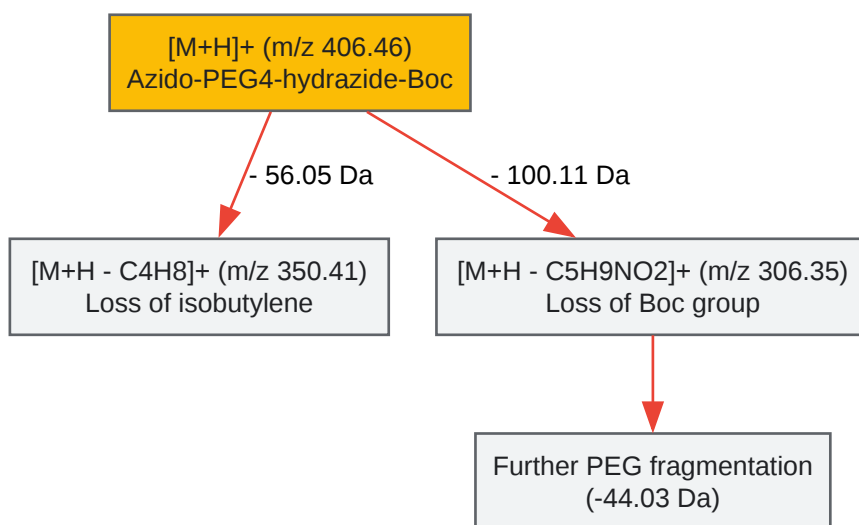 [M+H]+ (m/z 406.46)
Azido-PEG4-hydrazide-Boc
- 56.05 Da
- 100.11 Da
[M+H - C4H8]+ (m/z 350.41)
Loss of isobutylene
[M+H - C5H9NO2]+ (m/z 306.35)
Loss of Boc group
Further PEG fragmentation
(-44.03 Da)